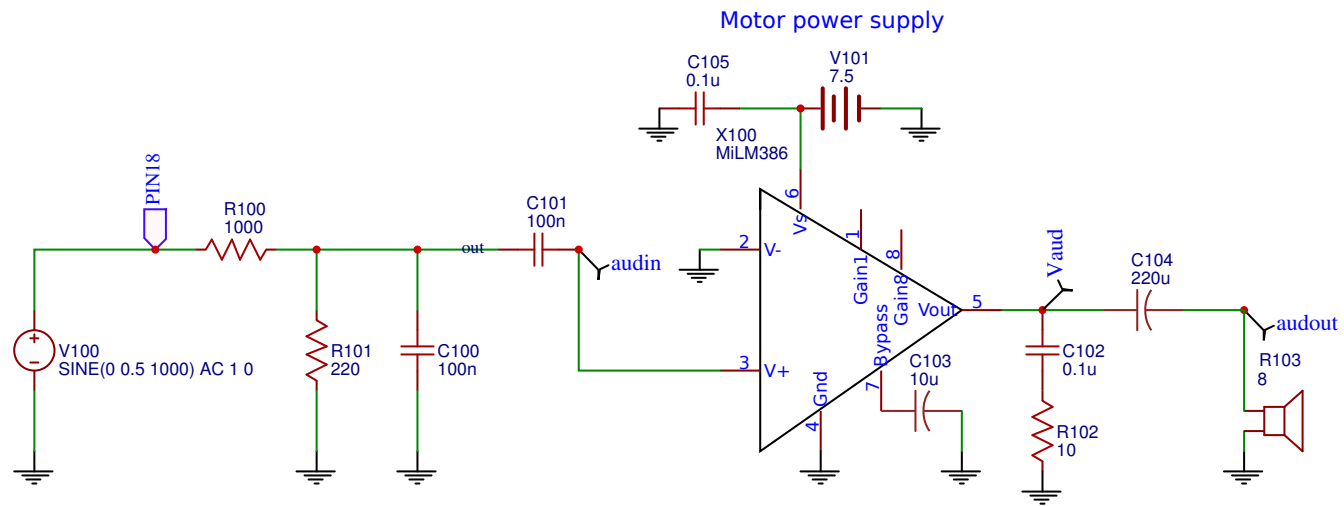 Motor power supply
C105
0.1u
V101
7.5
X100
MiLM386
PIN18
R100
1000
C101
100n
out
audin
V100
SINE(0 0.5 1000) AC 1 0
R101
220
C100
100n
6
Vs
1
Gain1
8
Gain8
2
V-
3
V+
Vout
5
Bypass
7
Gnd
4
C103
10u
Vaud
C104
220u
C102
0.1u
R102
10
audout
R103
8